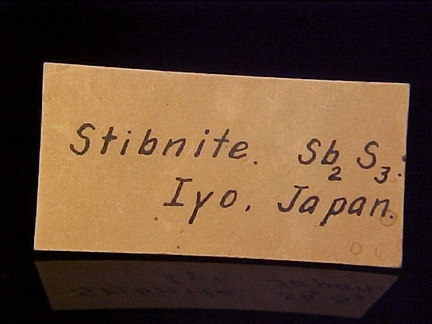 Stibnite. Sb2S3.
Iyo, Japan.